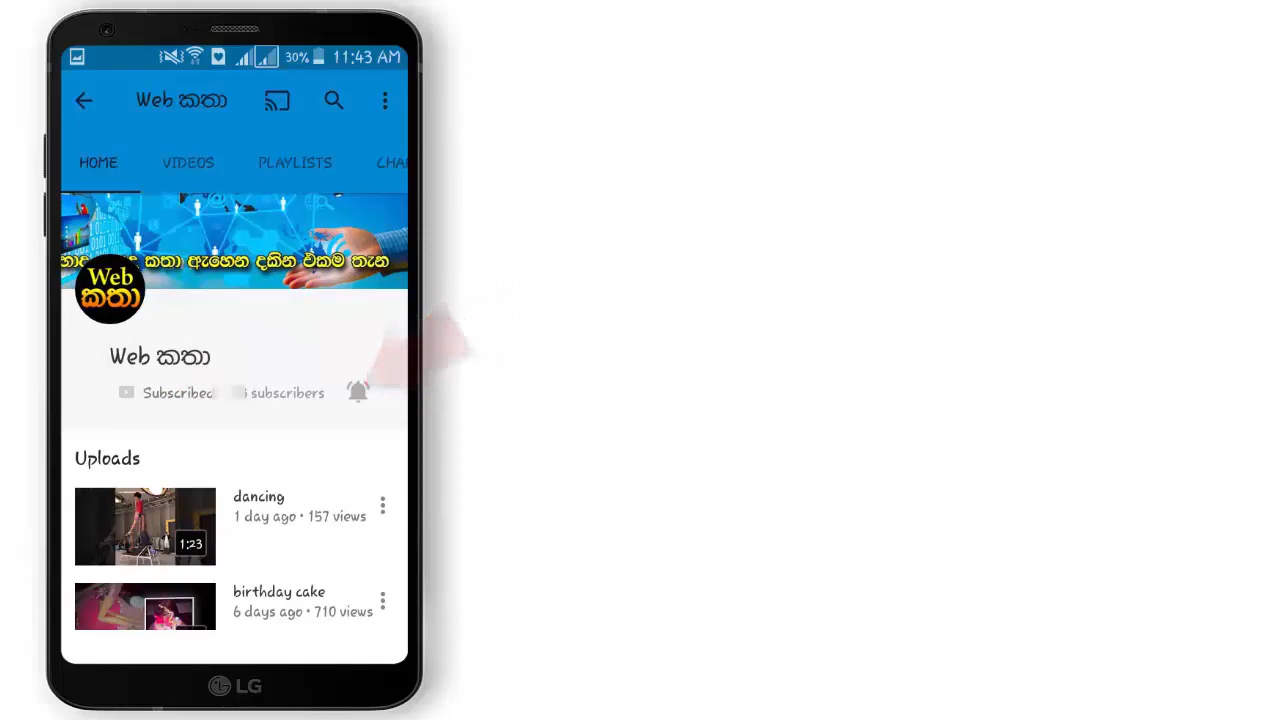 30% 11:43 AM
Web කතා
HOME VIDEOS PLAYLISTS
කතා ඇහෙන දකින එකම තැන
Web
කතා
Web කතා
Subscribed subscribers
Uploads
dancing
1 day ago • 157 views
1:23
birthday cake
6 days ago • 710 views
LG